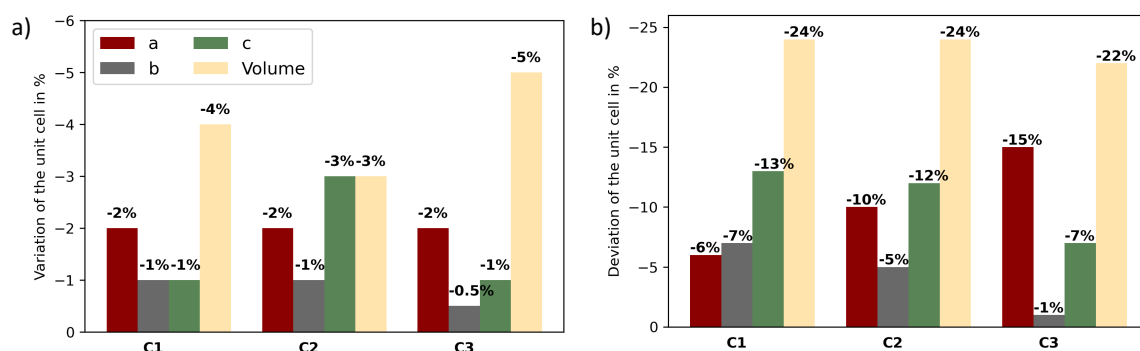 a)
Variation of the unit cell in %
−6
−5
−4
−3
−2
−1
0
a
b
c
Volume
-2%
-1%
-1%
-4%
-2%
-1%
-3%
-3%
-2%
-0.5%
-1%
-5%
C1
C2
C3
b)
Deviation of the unit cell in %
−25
−20
−15
−10
−5
0
-6%
-7%
-13%
-24%
-10%
-5%
-12%
-24%
-15%
-1%
-7%
-22%
C1
C2
C3